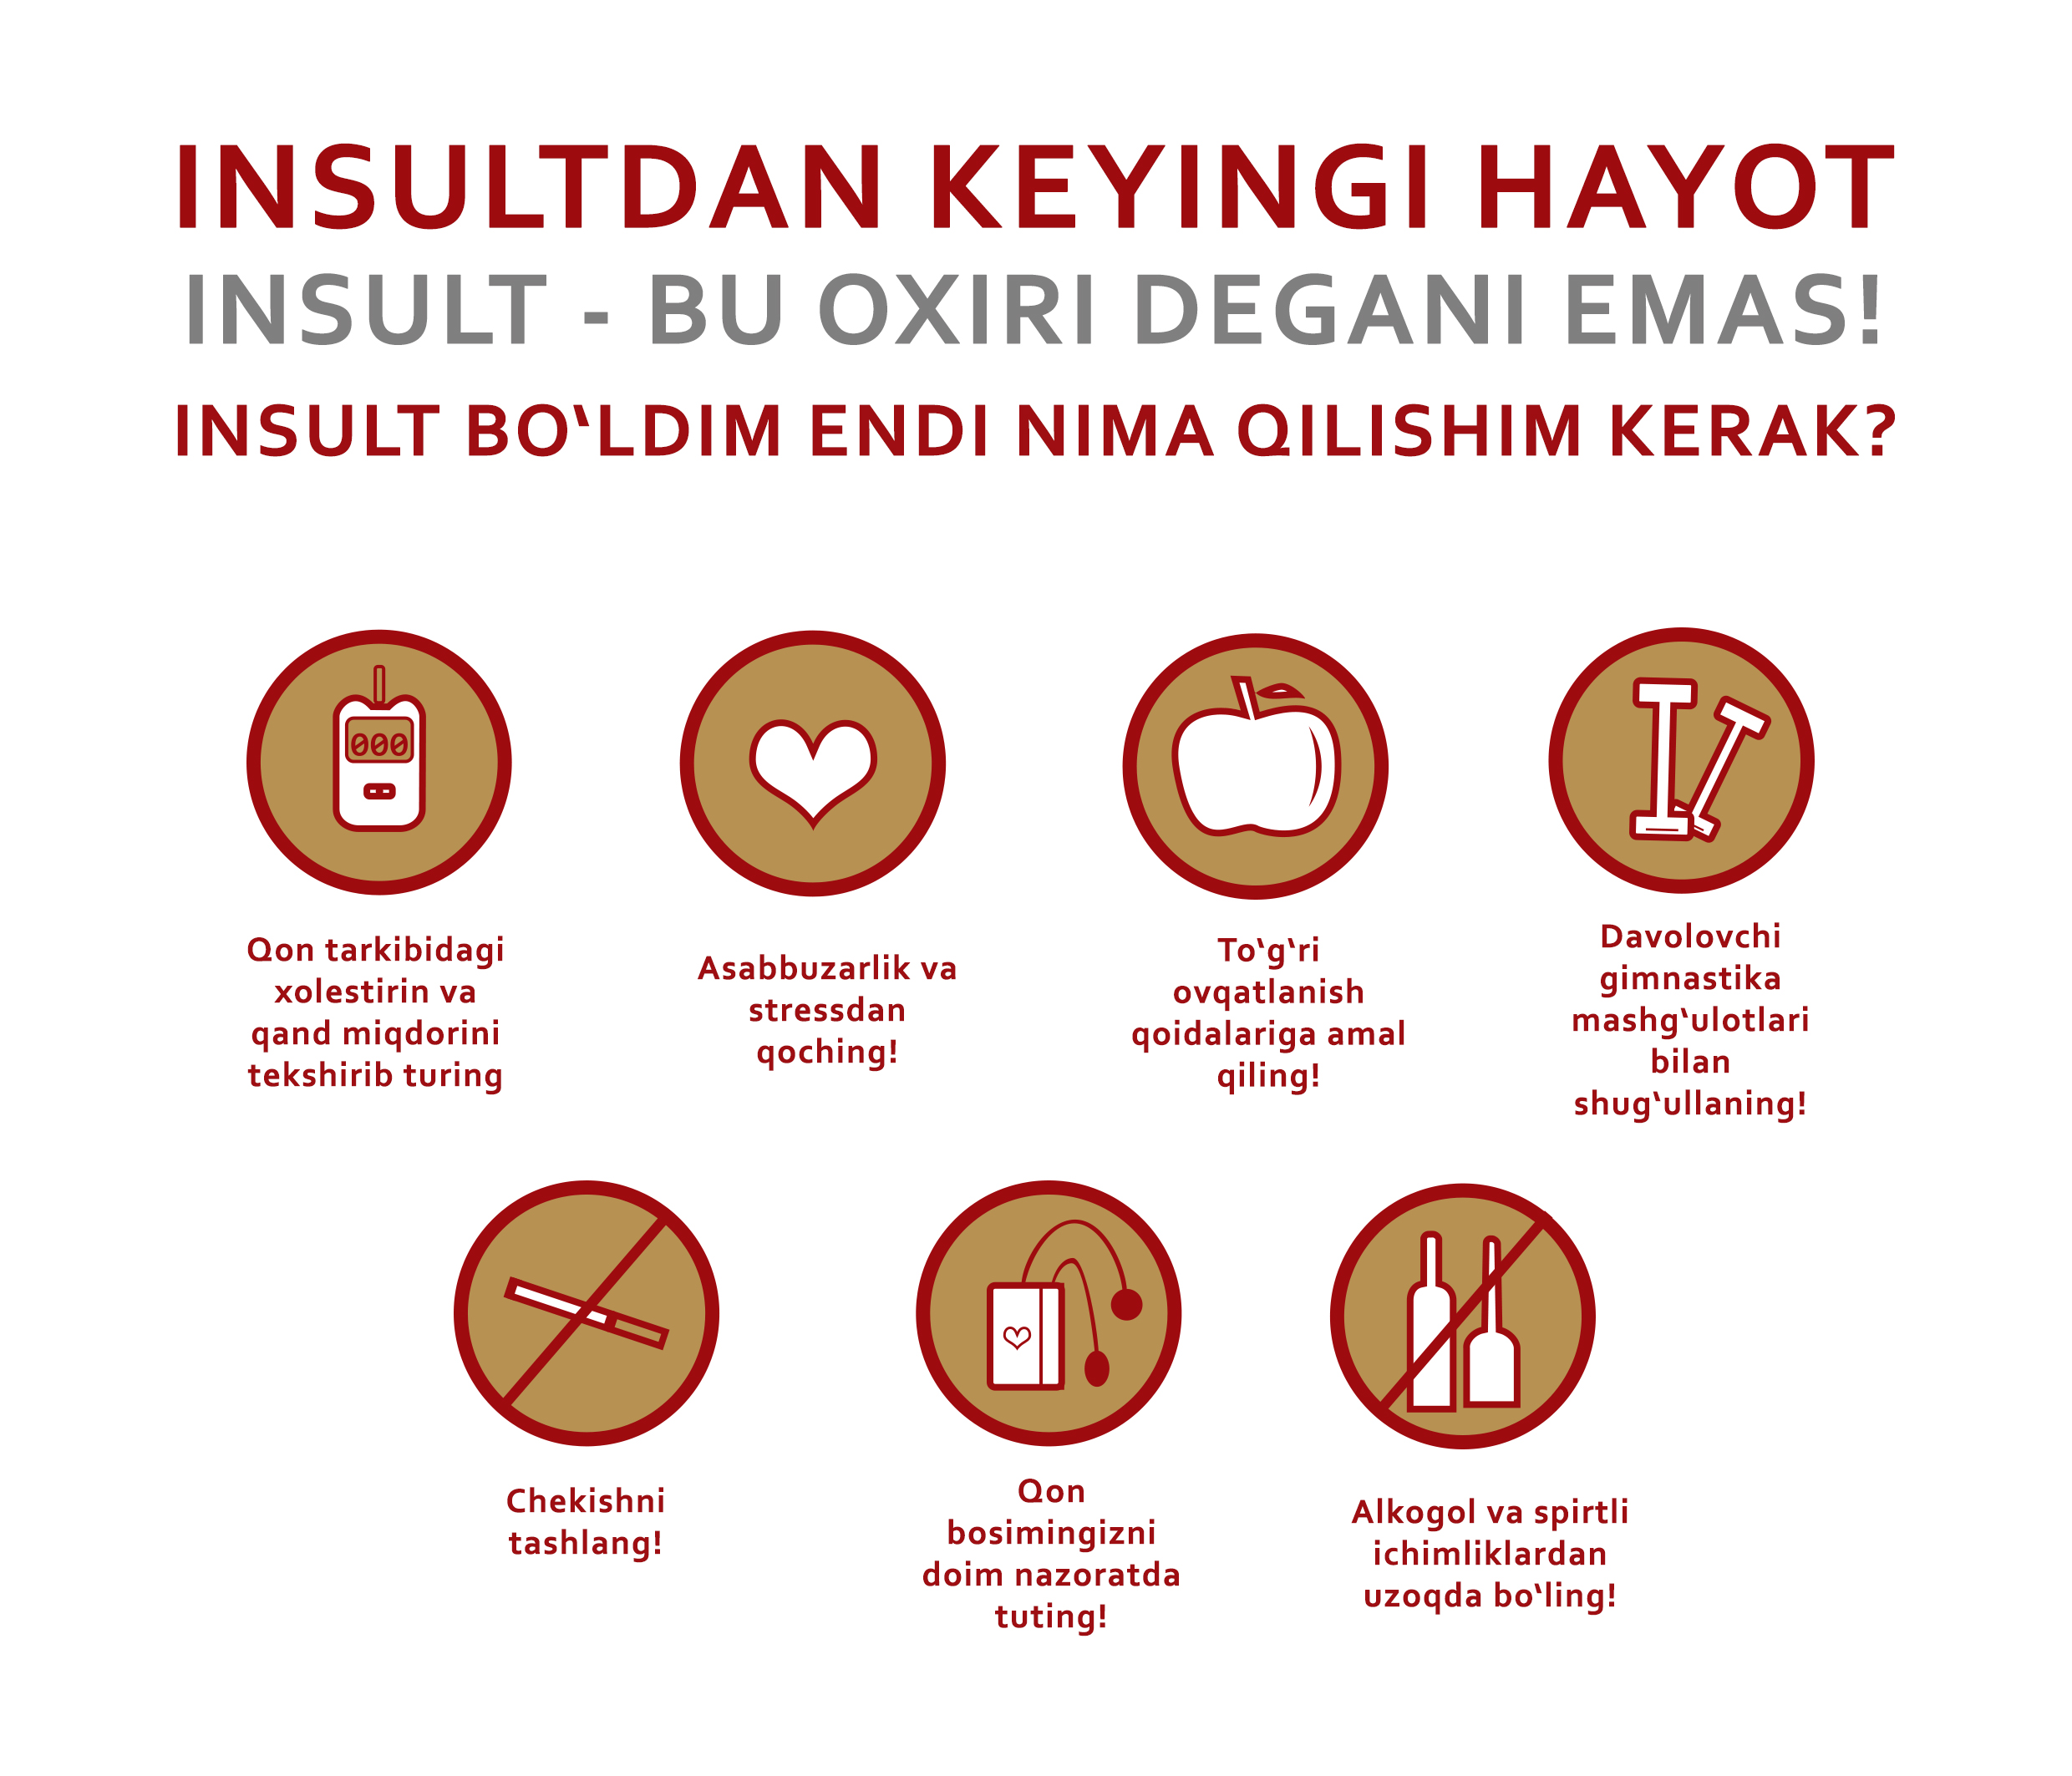 INSULTDAN KEYINGI HAYOT
INSULT - BU OXIRI DEGANI EMAS!
INSULT BO‘LDIM ENDI NIMA QILISHIM KERAK?
000
Qon tarkibidagi
xolestirin va
qand miqdorini
tekshirib turing
Asabbuzarlik va
stressdan
qoching!
To‘g‘ri
ovqatlanish
qoidalariga amal
qiling!
Davolovchi
gimnastika
mashg‘ulotlari
bilan
shug‘ullaning!
Chekishni
tashlang!
Qon
bosimingizni
doim nazoratda
tuting!
Alkogol va spirtli
ichimliklardan
uzoqda bo‘ling!